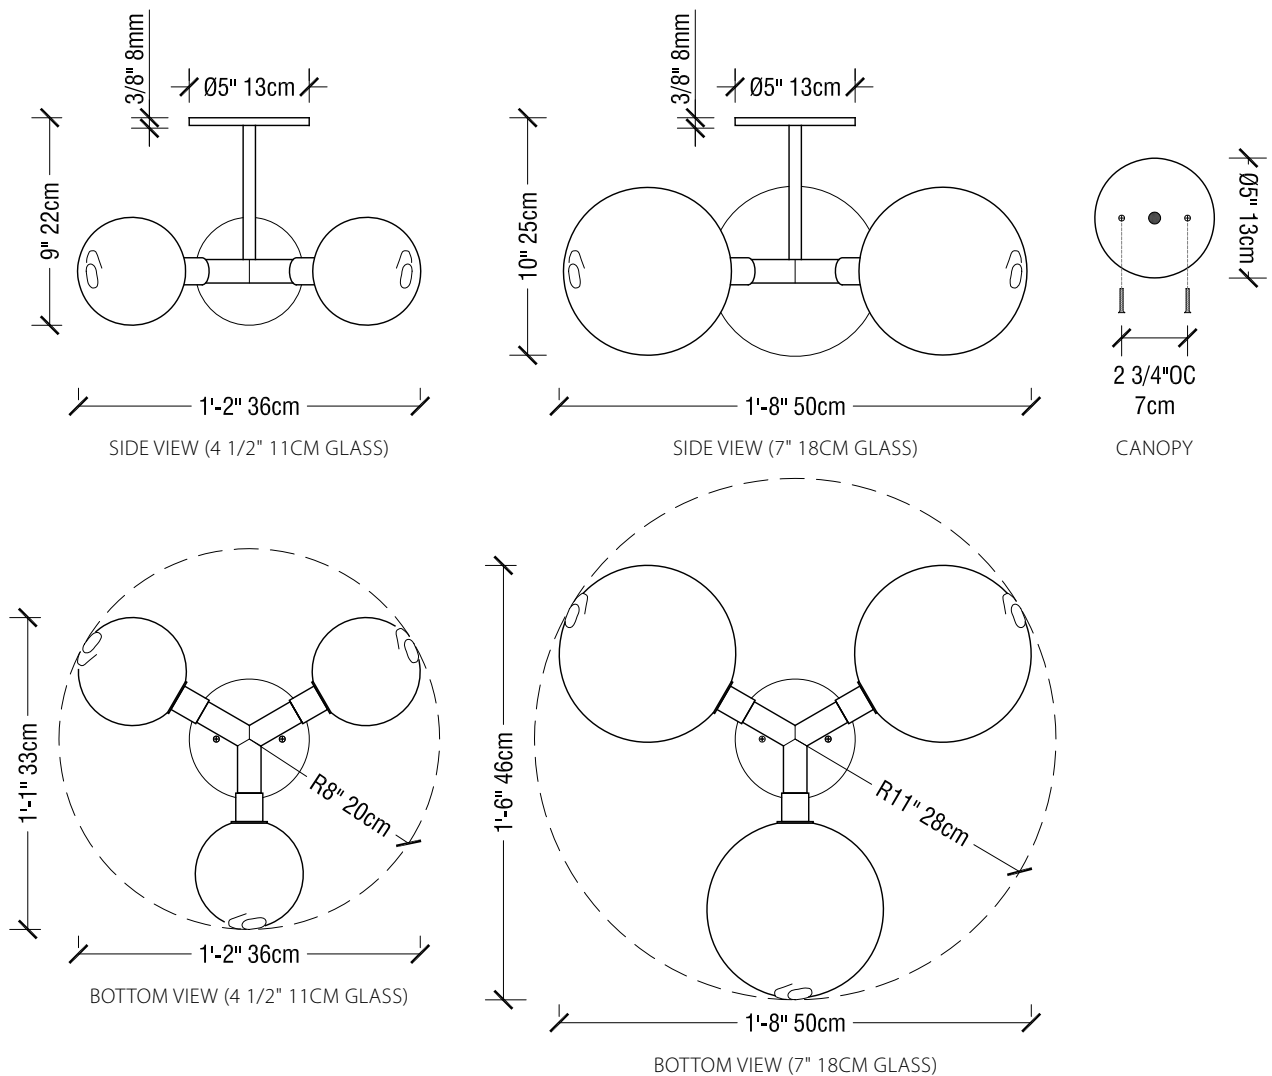 3/8" 8mm
Ø5" 13cm
9" 22cm
1'-2" 36cm
SIDE VIEW (4 1/2" 11CM GLASS)
3/8" 8mm
Ø5" 13cm
10" 25cm
1'-8" 50cm
SIDE VIEW (7" 18CM GLASS)
Ø5" 13cm
2 3/4"OC
7cm
CANOPY
1'-1" 33cm
R8" 20cm
1'-2" 36cm
BOTTOM VIEW (4 1/2" 11CM GLASS)
1'-6" 46cm
R11" 28cm
1'-8" 50cm
BOTTOM VIEW (7" 18CM GLASS)